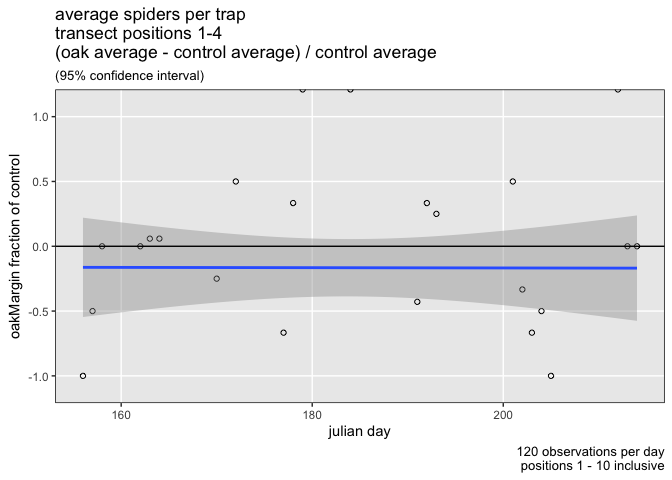 average spiders per trap
transect positions 1-4
(oak average - control average) / control average
(95% confidence interval)
1.0
0.5
0.0
-0.5
-1.0
oakMargin fraction of control
160
180
200
julian day
120 observations per day
positions 1 - 10 inclusive